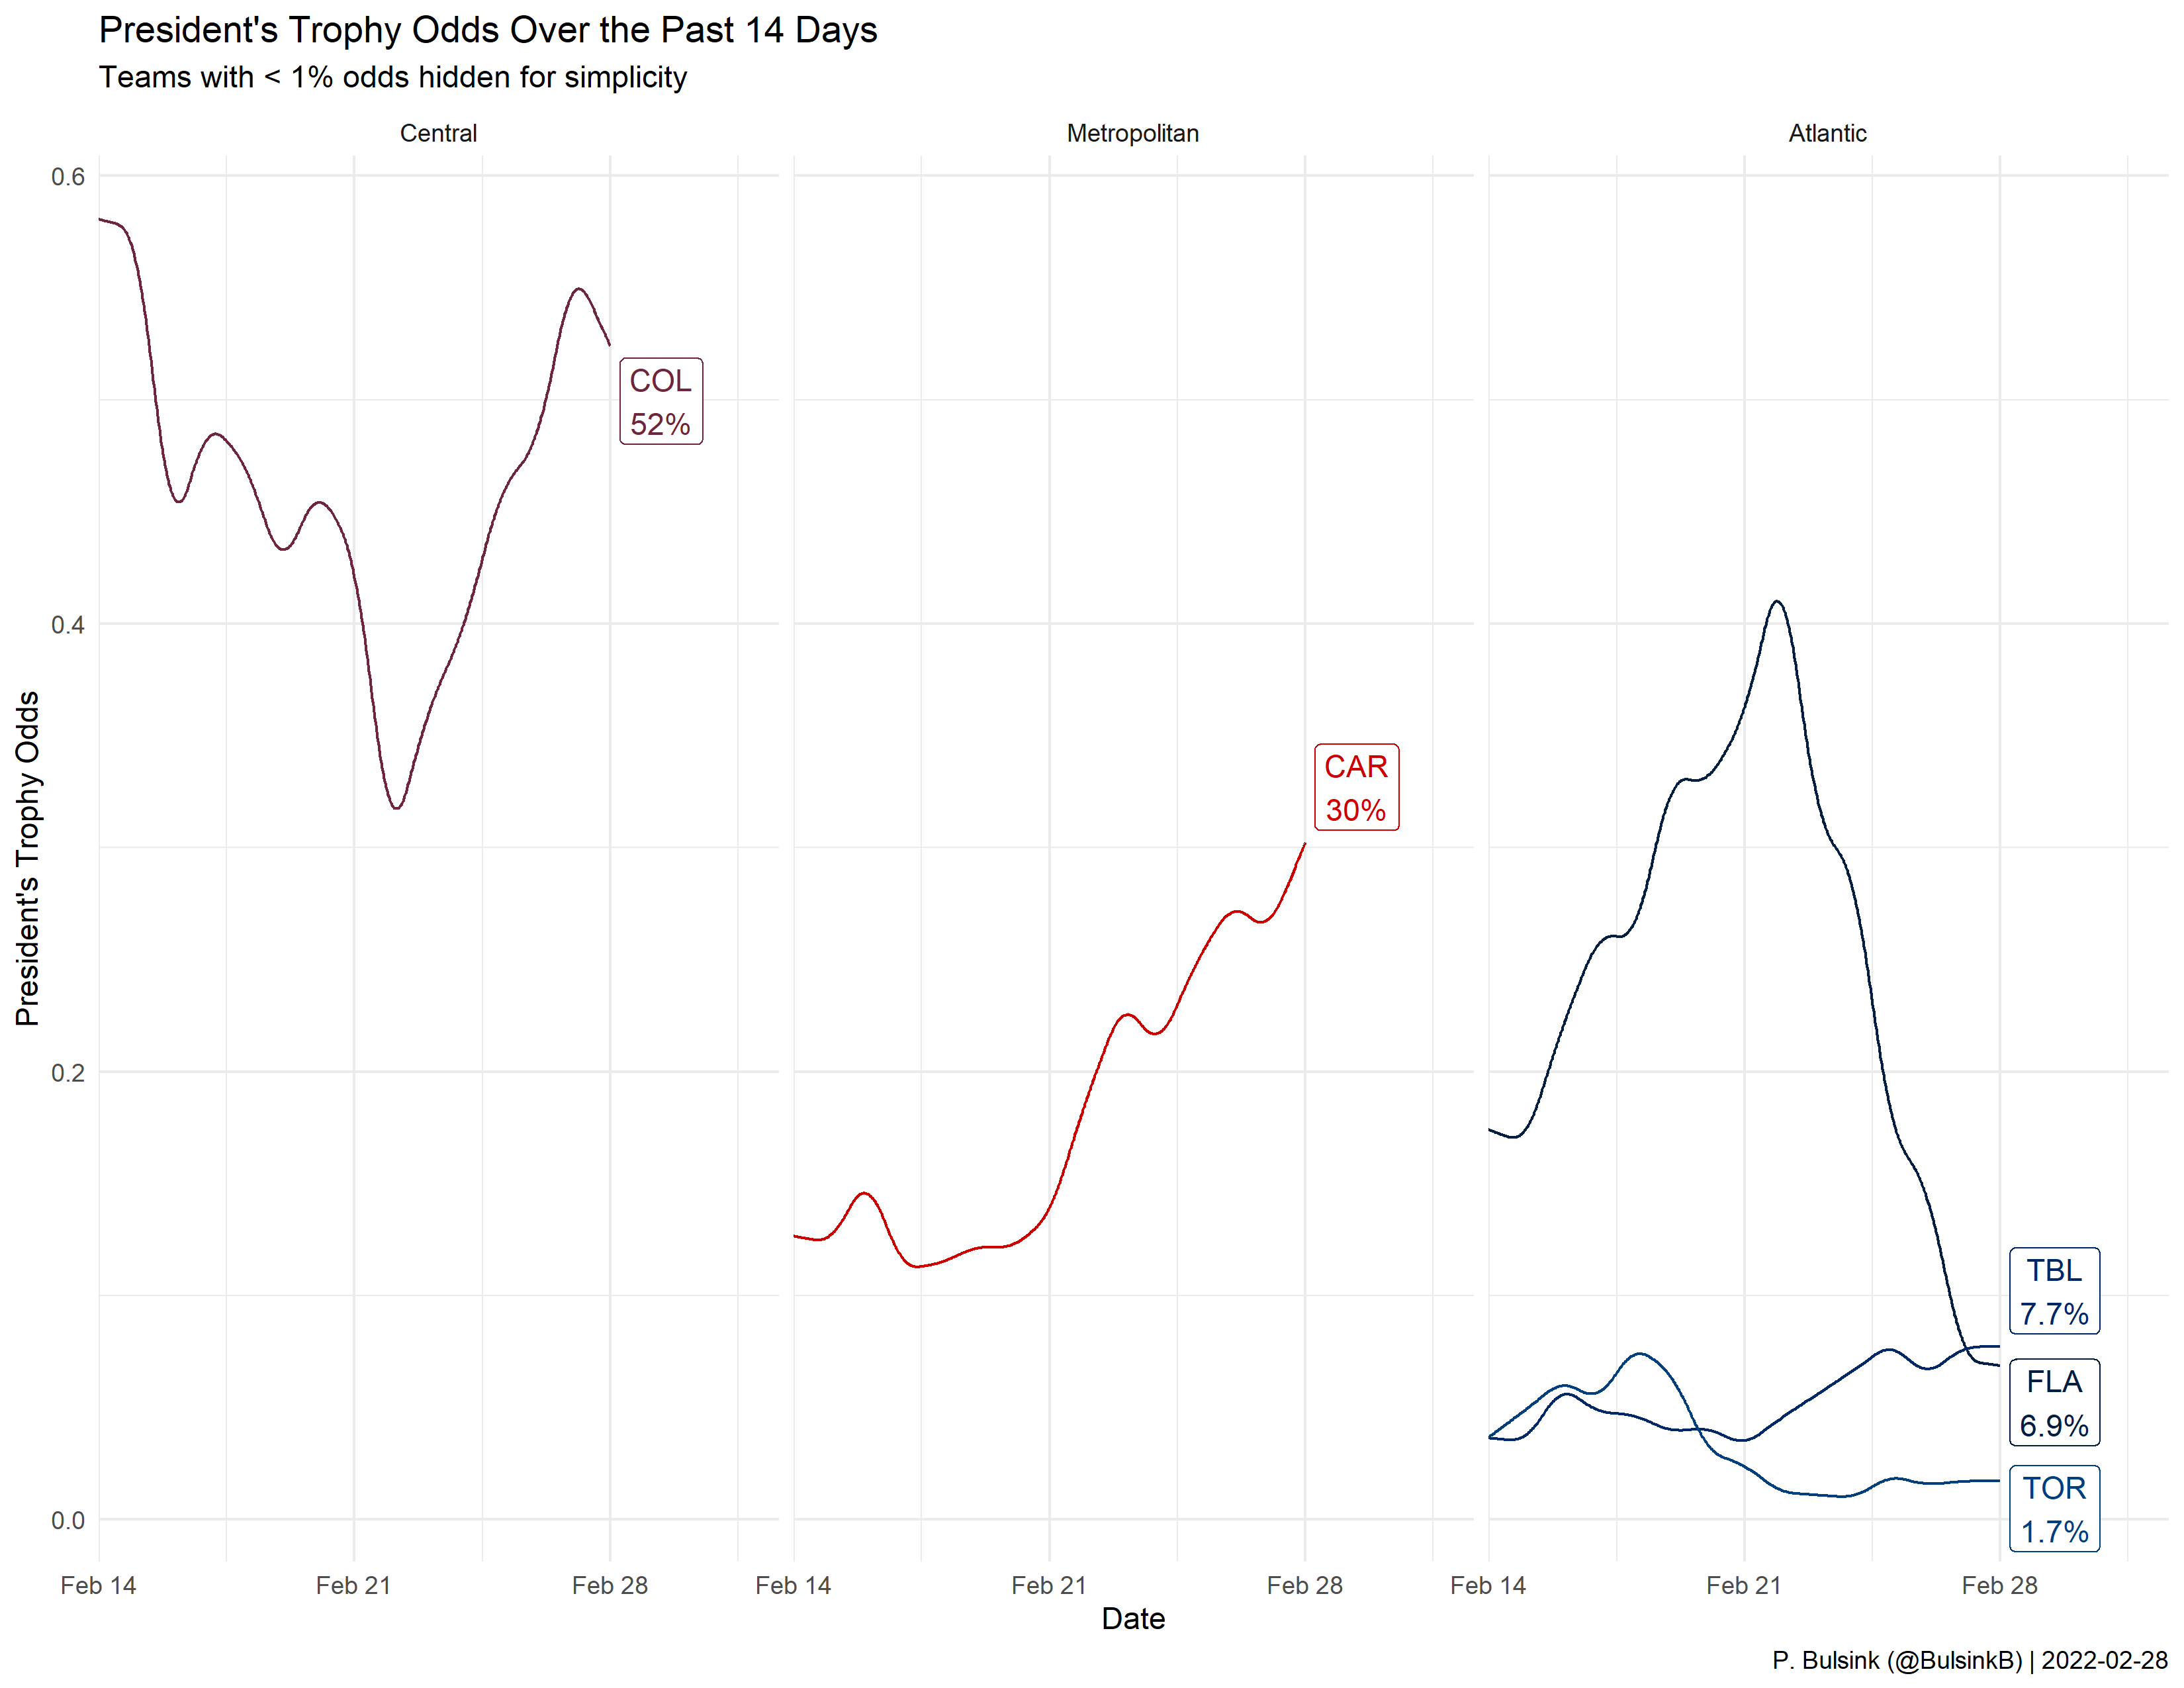 President's Trophy Odds Over the Past 14 Days
Teams with < 1% odds hidden for simplicity
Central
Metropolitan
Atlantic
President's Trophy Odds
0.6
0.4
0.2
0.0
COL
52%
CAR
30%
TBL
7.7%
FLA
6.9%
TOR
1.7%
Feb 14
Feb 21
Feb 28
Feb 14
Feb 21
Feb 28
Feb 14
Feb 21
Feb 28
Date
P. Bulsink (@BulsinkB) | 2022-02-28